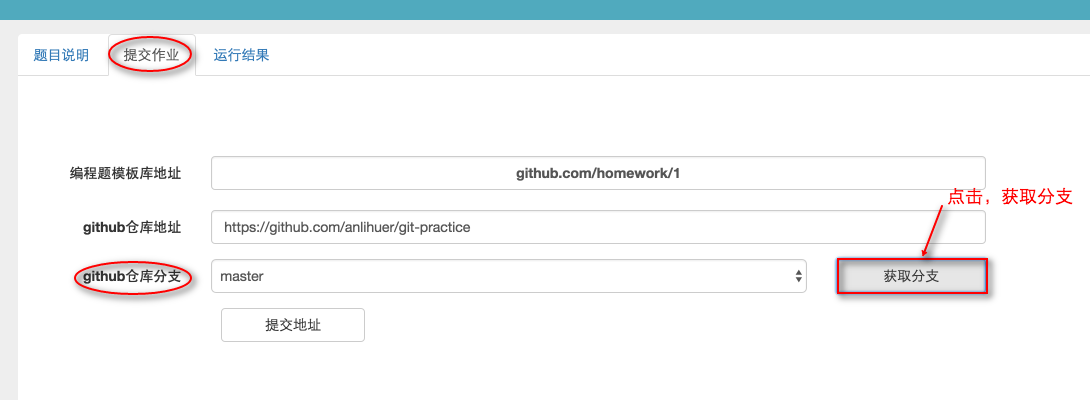 题目说明 提交作业 运行结果
编程题模板库地址 github.com/homework/1
点击，获取分支
github仓库地址 https://github.com/anlihuer/git-practice
github仓库分支 master 获取分支
提交地址